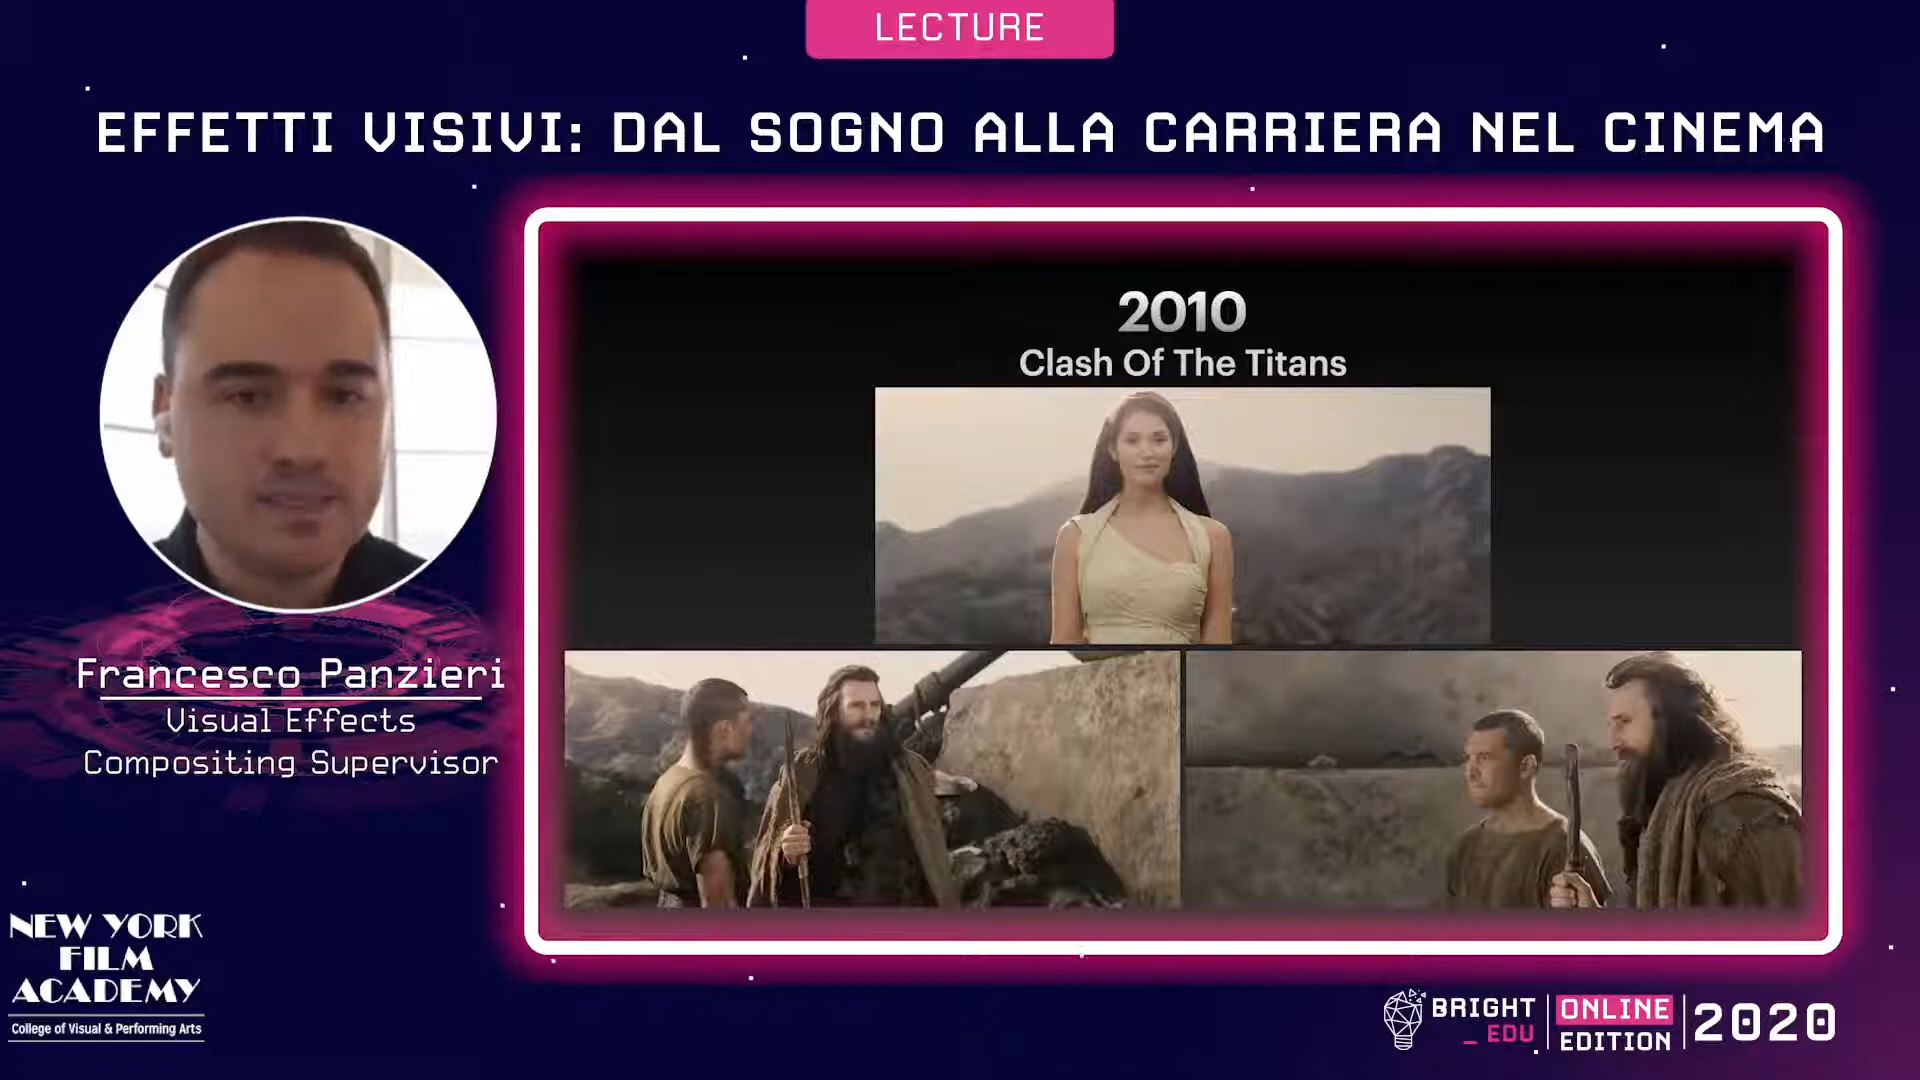 LECTURE
EFFETTI VISIVI: DAL SOGNO ALLA CARRIERA NEL CINEMA
2010
Clash Of The Titans
Francesco Panzieri
Visual Effects
Compositing Supervisor
NEW YORK
FILM
ACADEMY
College of Visual & Performing Arts
BRIGHT
_ EDU
ONLINE
EDITION
2020